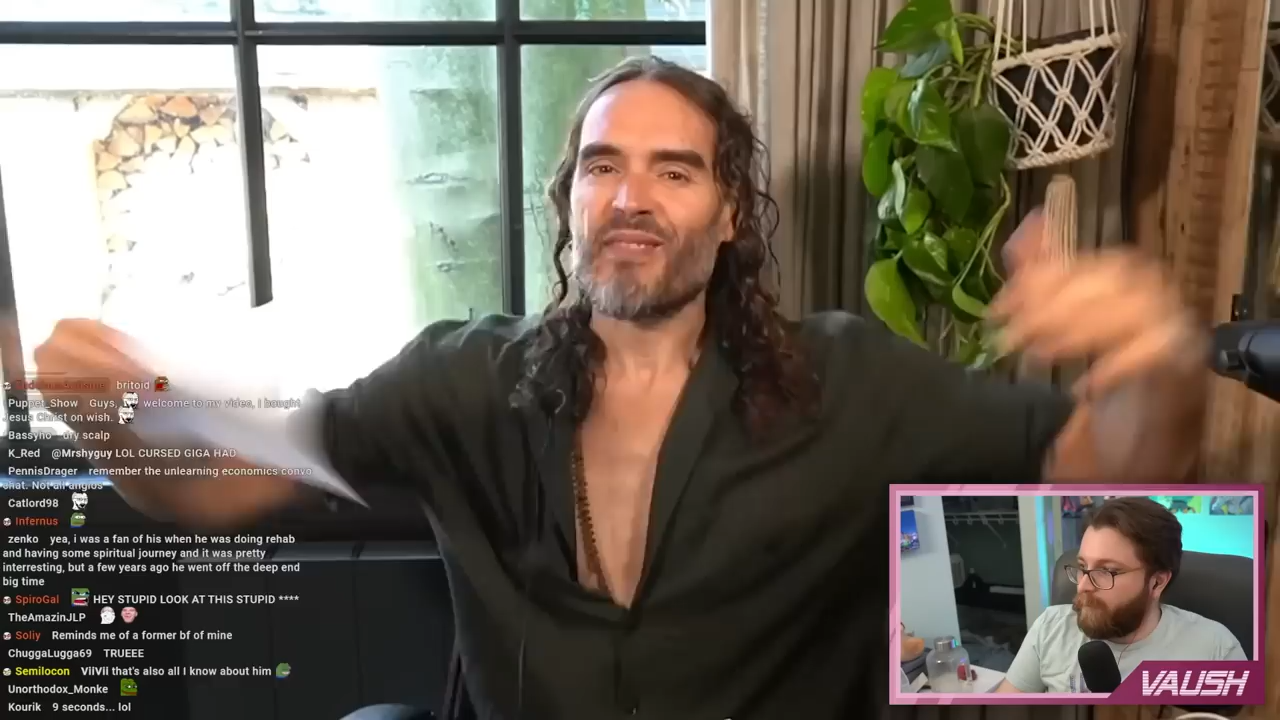 britoid
Puppet_Show Guys, welcome to my video, i bought
jesus Christ on wish.
Bassyho dry scalp
K_Red @Mrshyguy LOL CURSED GIGA HAD
PennisDrager remember the unlearning economics convo
chat. Not all anglos
Catlord98
Infernus
zenko yea, i was a fan of his when he was doing rehab
and having some spiritual journey and it was pretty
interresting, but a few years ago he went off the deep end
big time
SpiroGal HEY STUPID LOOK AT THIS STUPID ****
TheAmazinJLP
Soliy Reminds me of a former bf of mine
ChuggaLugga69 TRUEEE
Semilocon ViiVii that's also all I know about him
Unorthodox_Monke
Kourik 9 seconds... lol
VAUSH